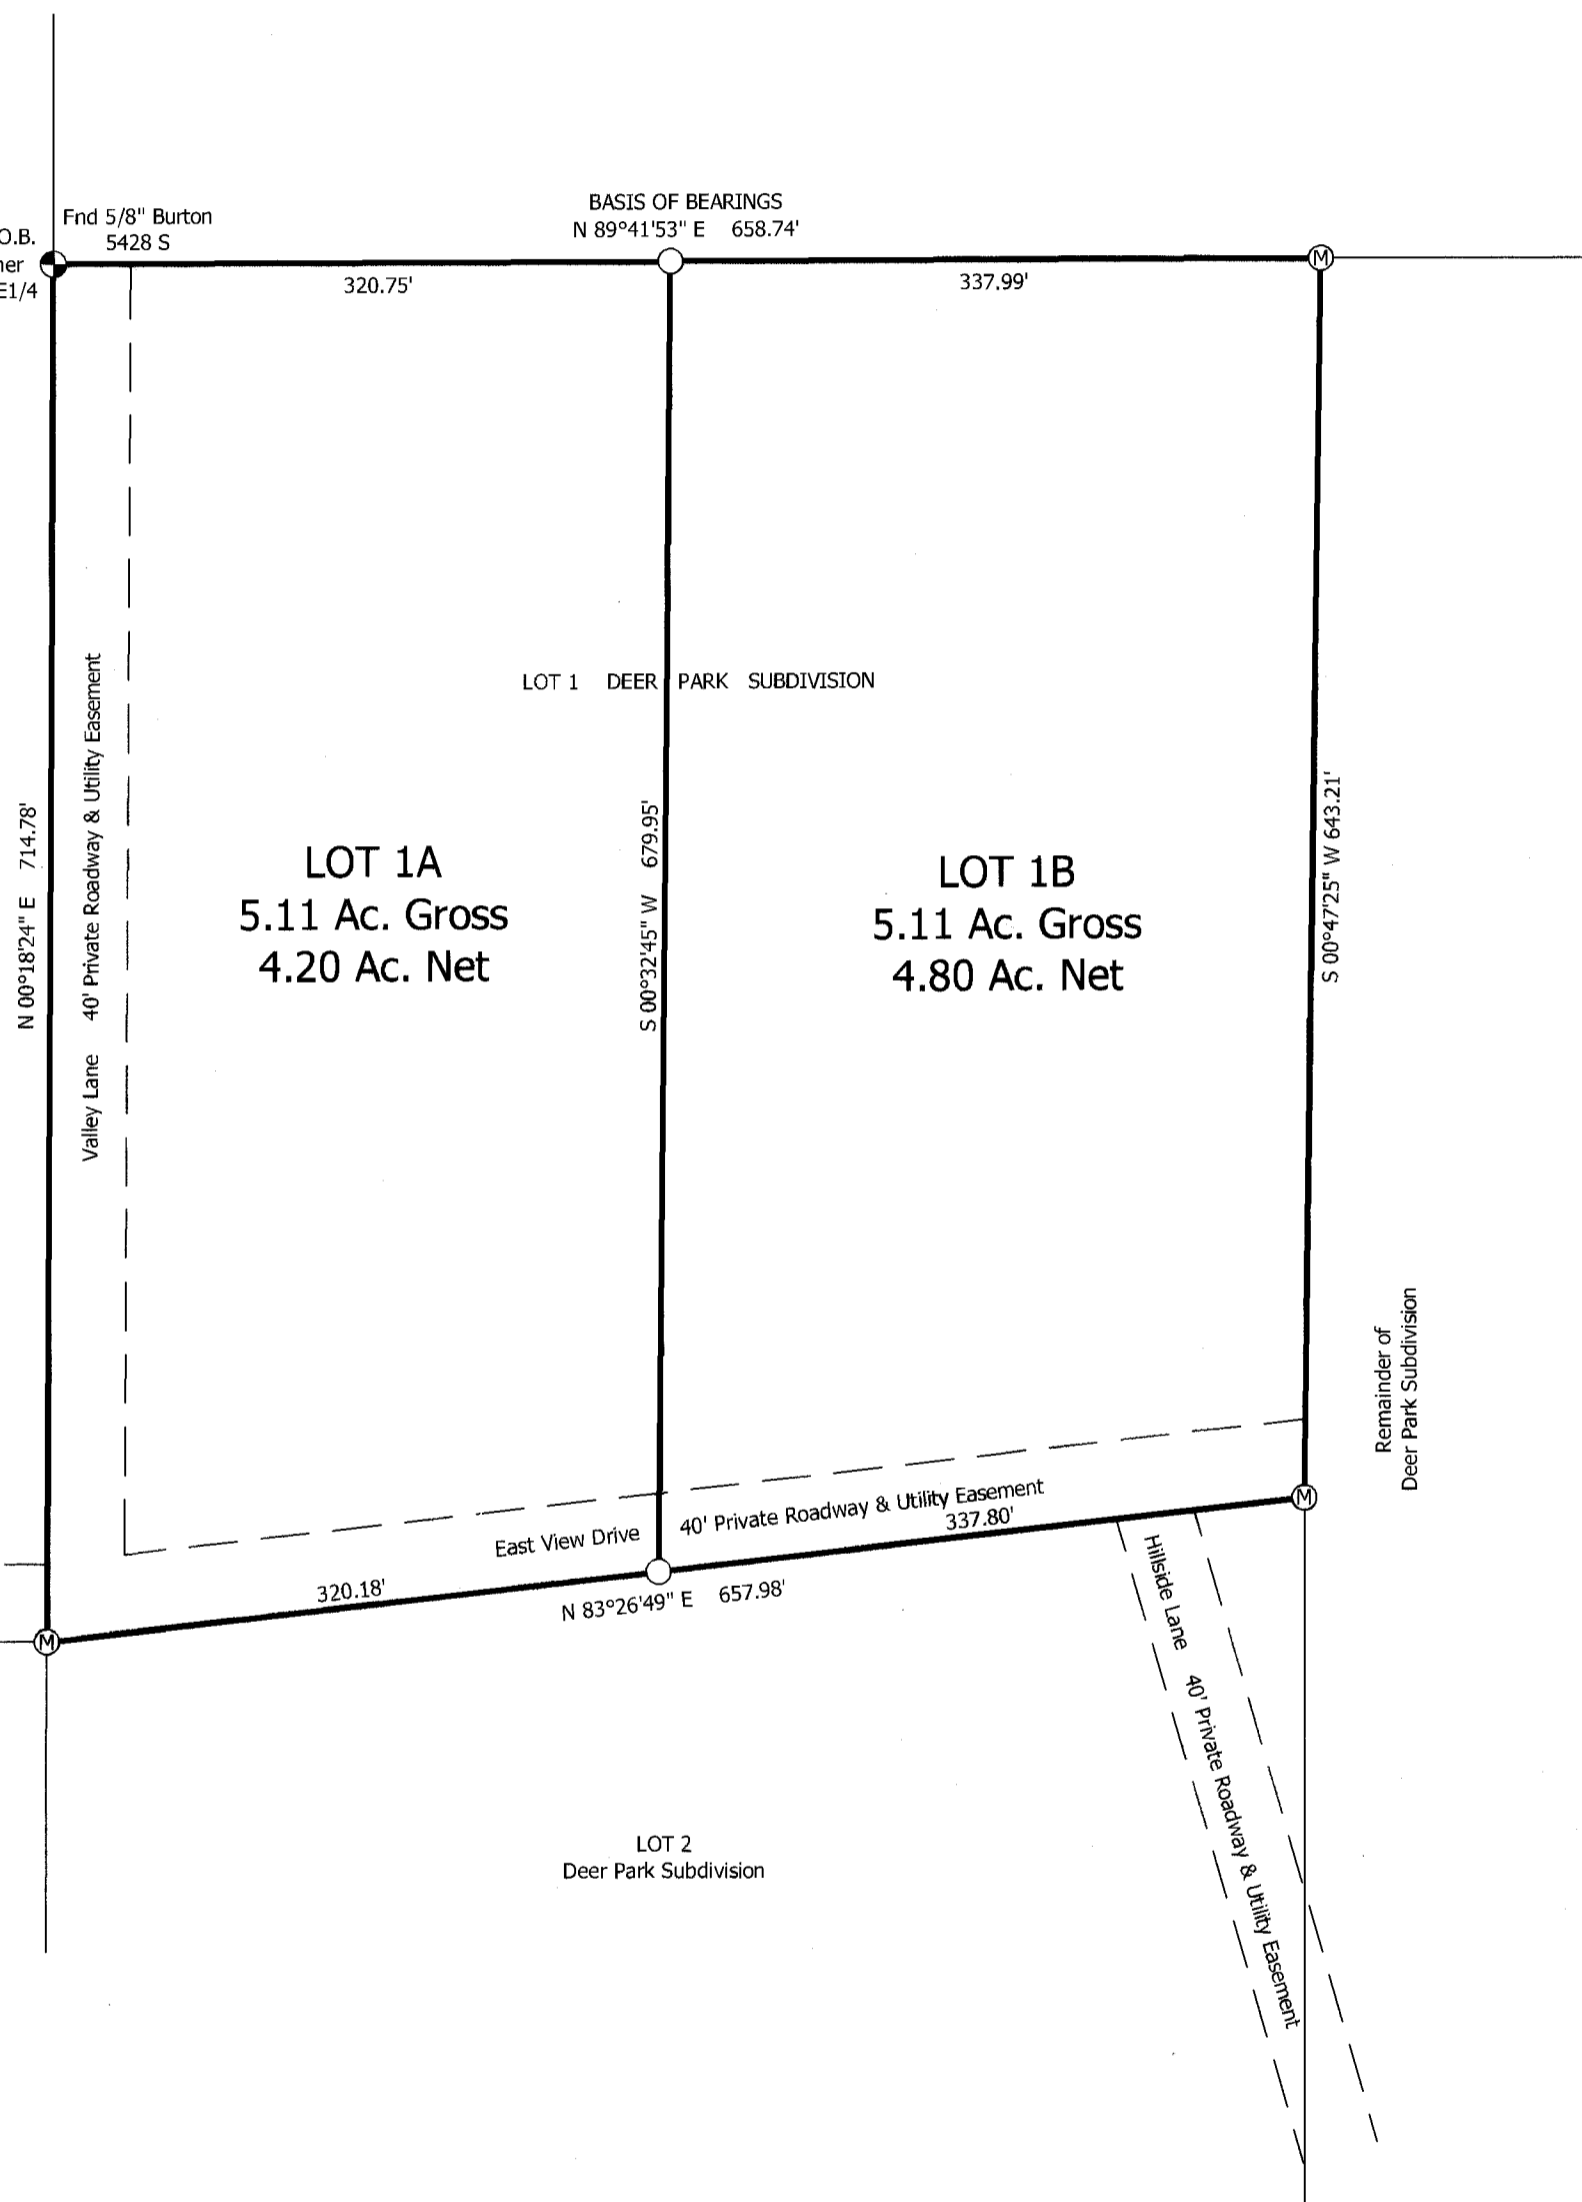 Fnd 5/8" Burton
5428 S
O.B.
E1/4
BASIS OF BEARINGS
N 89°41'53" E 658.74'
320.75'
337.99'
M
LOT 1 DEER PARK SUBDIVISION
N 00°18'24" E 714.78'
Valley Lane 40' Private Roadway & Utility Easement
LOT 1A
5.11 Ac. Gross
4.20 Ac. Net
S 00°32'45" W 679.95'
LOT 1B
5.11 Ac. Gross
4.80 Ac. Net
S 00°47'25" W 643.21'
Remainder of
Deer Park Subdivision
East View Drive 40' Private Roadway & Utility Easement
337.80'
M
320.18'
N 83°26'49" E 657.98'
M
Hillside Lane 40' Private Roadway & Utility Easement
LOT 2
Deer Park Subdivision